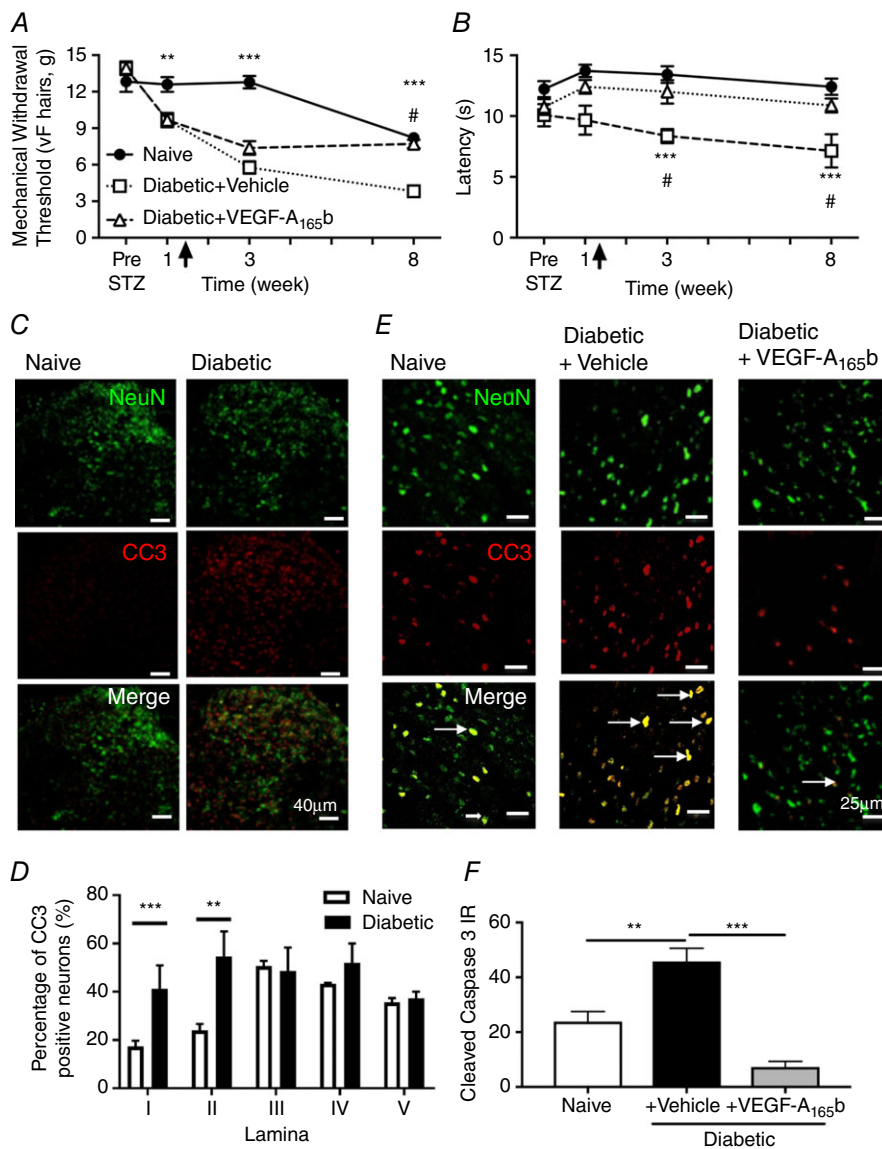 A
Mechanical Withdrawal
Threshold (vF hairs, g)
15
12
9
6
3
0
**
***
***
#
Naive
Diabetic+Vehicle
Diabetic+VEGF-A165b
Pre
STZ
1
3
8
Time (week)
B
Latency (s)
15
10
5
0
***
#
***
#
Pre
STZ
1
3
8
Time (week)
C
Naive
Diabetic
NeuN
CC3
Merge
40μm
E
Naive
Diabetic
+ Vehicle
Diabetic
+ VEGF-A165b
NeuN
CC3
Merge
25μm
D
Percentage of CC3
positive neurons (%)
80
60
40
20
0
***
**
Naive
Diabetic
I II III IV V
Lamina
F
Cleaved Caspase 3 IR
60
40
20
0
**
***
Naive +Vehicle +VEGF-A165b
Diabetic